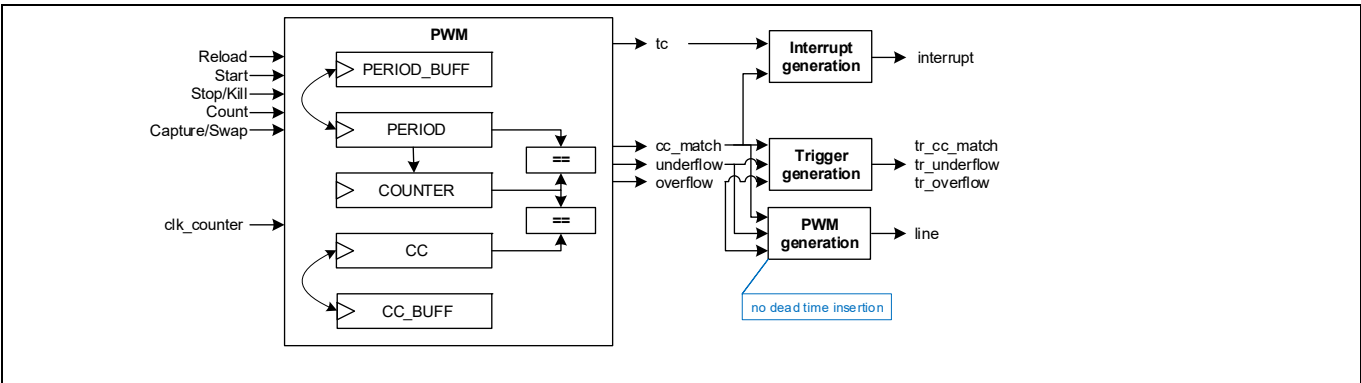 PWM
Reload
Start
Stop/Kill
Count
Capture/Swap
clk_counter
PERIOD_BUFF
PERIOD
COUNTER
CC
CC_BUFF
==
==
tc
cc_match
underflow
overflow
Interrupt
generation
interrupt
Trigger
generation
tr_cc_match
tr_underflow
tr_overflow
PWM
generation
line
no dead time insertion